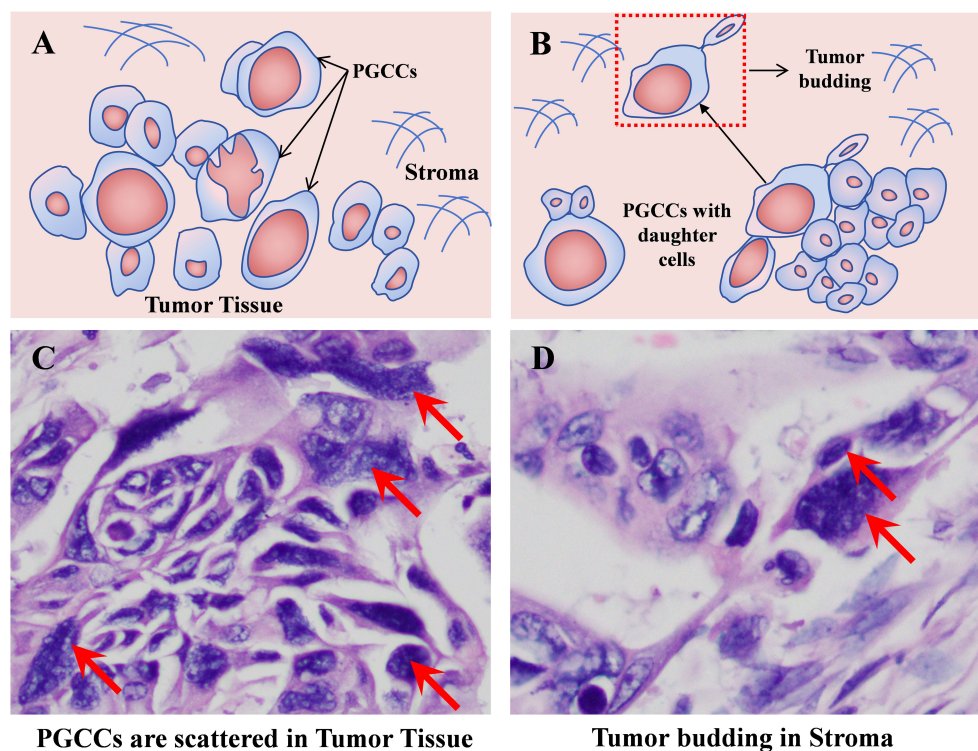 A
PGCCs
Stroma
Tumor Tissue
B
Tumor
budding
PGCCs with
daughter
cells
C
D
PGCCs are scattered in Tumor Tissue
Tumor budding in Stroma